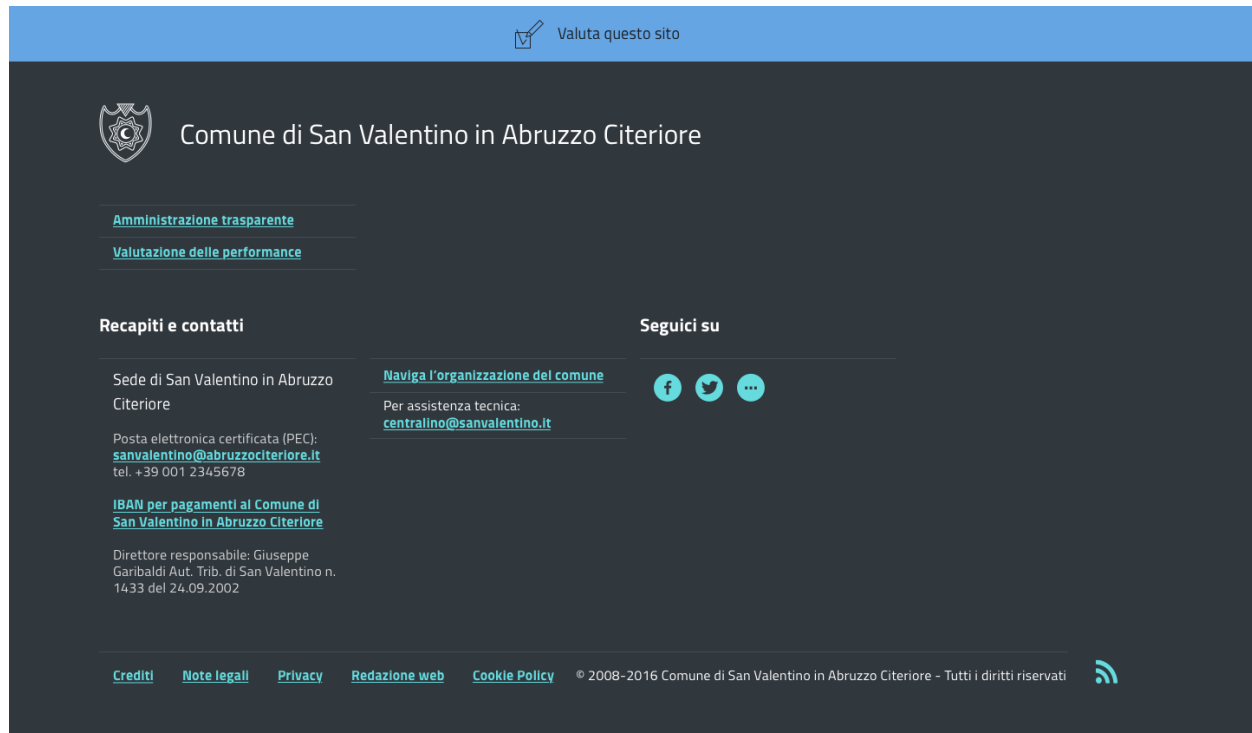 Valuta questo sito
Comune di San Valentino in Abruzzo Citeriore
Amministrazione trasparente
Valutazione delle performance
Recapiti e contatti
Sede di San Valentino in Abruzzo
Citeriore
Posta elettronica certificata (PEC):
sanvalentino@abruzzociteriore.it
tel. +39 001 2345678
IBAN per pagamenti al Comune di
San Valentino in Abruzzo Citeriore
Direttore responsabile: Giuseppe
Garibaldi Aut. Trib. di San Valentino n.
1433 del 24.09.2002
Naviga l'organizzazione del comune
Per assistenza tecnica:
centralino@sanvalentino.it
Seguici su
Crediti Note legali Privacy Redazione web Cookie Policy © 2008-2016 Comune di San Valentino in Abruzzo Citeriore - Tutti i diritti riservati